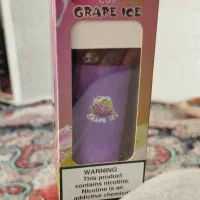 GRAPE ICE
GRAPE ICE
WARNING:
This product
contains nicotine.
Nicotine is an
addictive chemical.